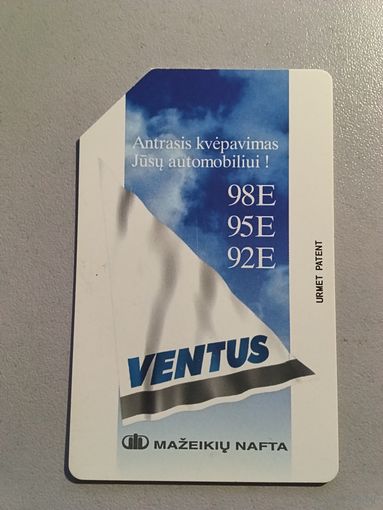 Antrasis kvėpavimas
Jūsų automobiliui !
98E
95E
92E
URMET PATENT
VENTUS
MAŽEIKIŲ NAFTA